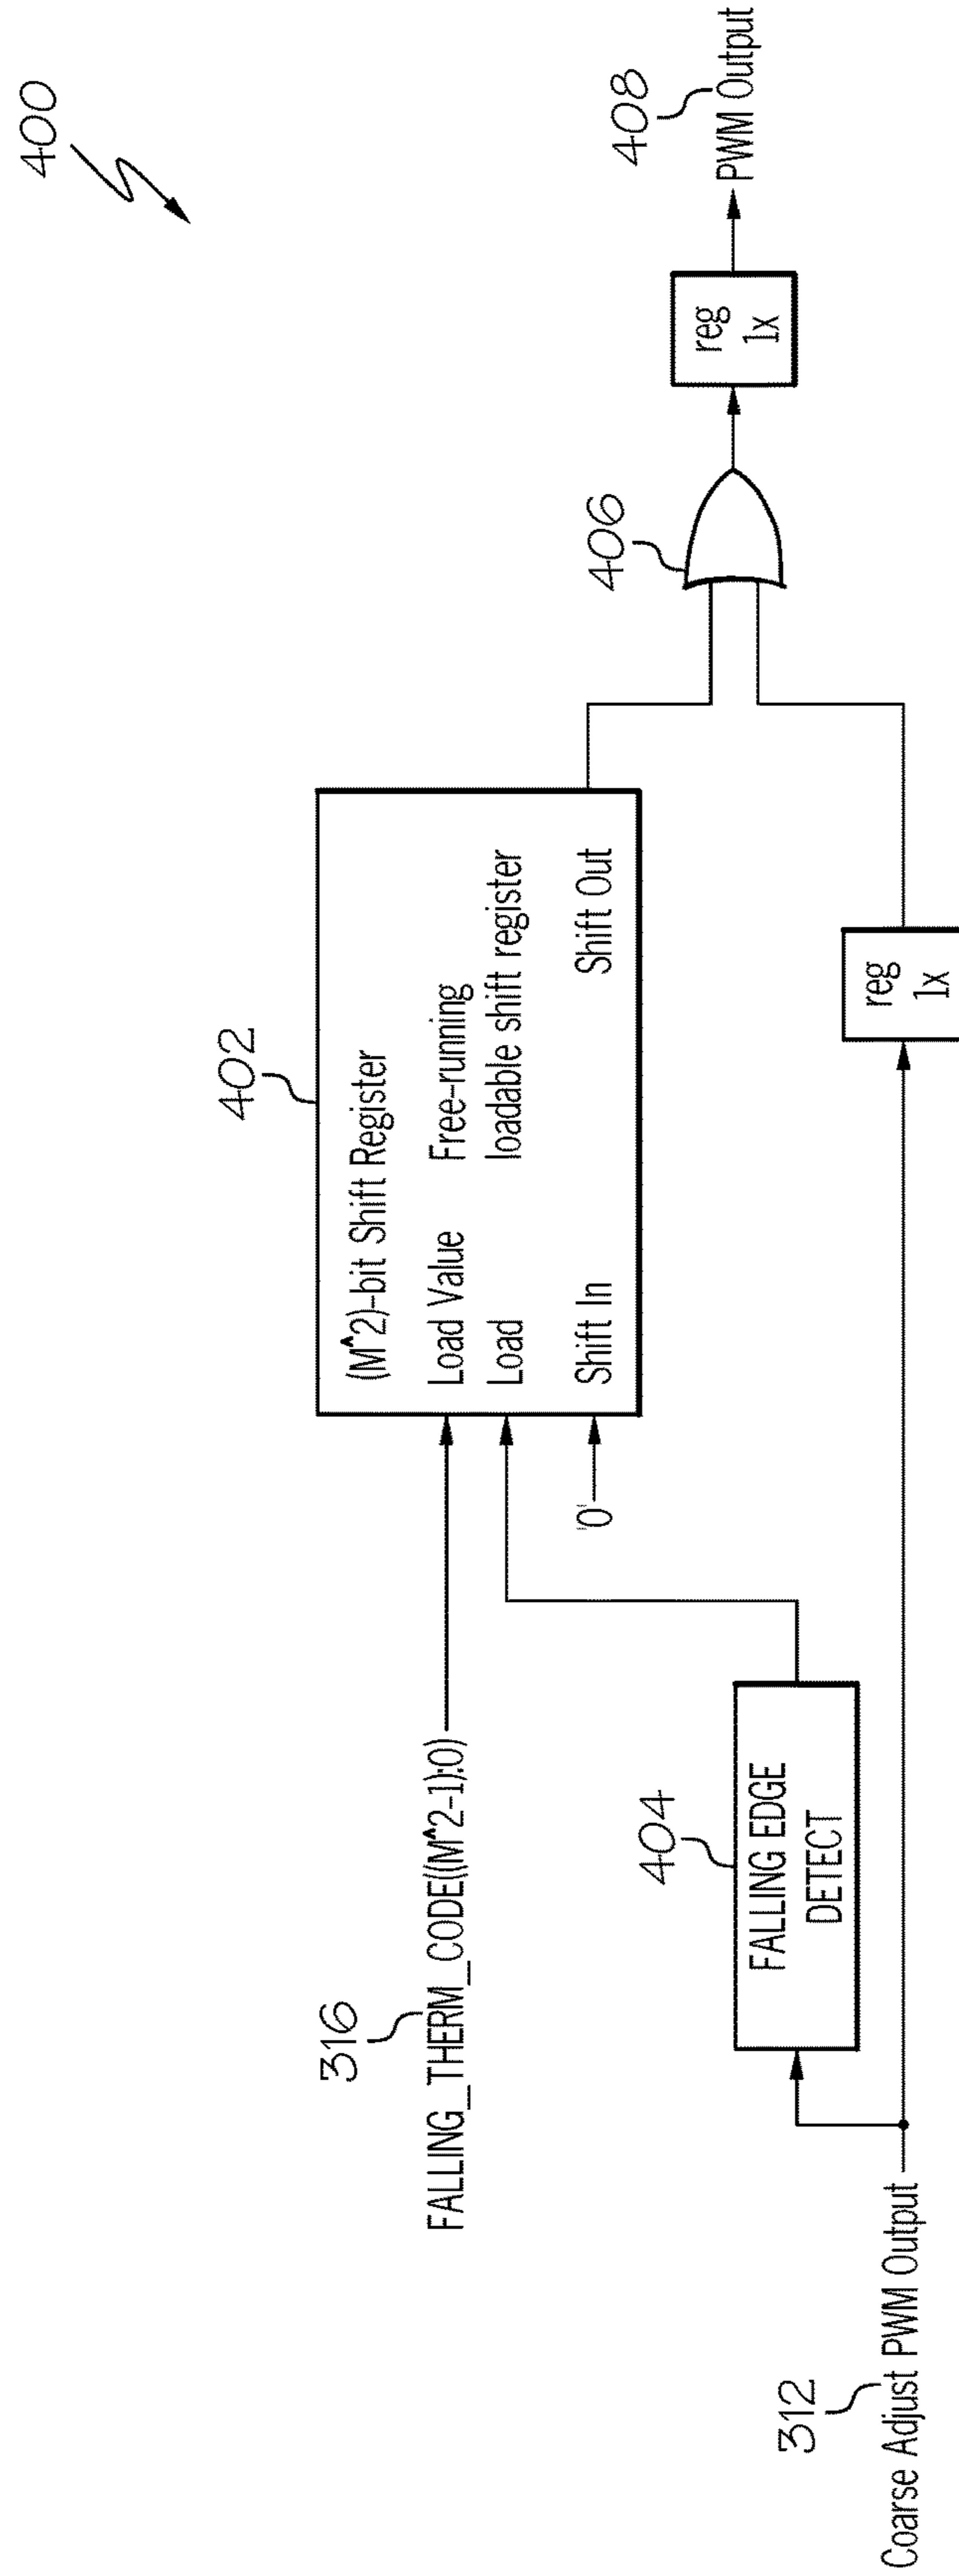 400
402
(M^2)-bit Shift Register
316
FALLING_THERM_CODE((M^2-1):0)
Load Value
Free-running
loadable shift register
Load
'0'
Shift In
Shift Out
404
FALLING EDGE
DETECT
406
reg
1x
408
PWM Output
312
Coarse Adjust PWM Output
reg
1x